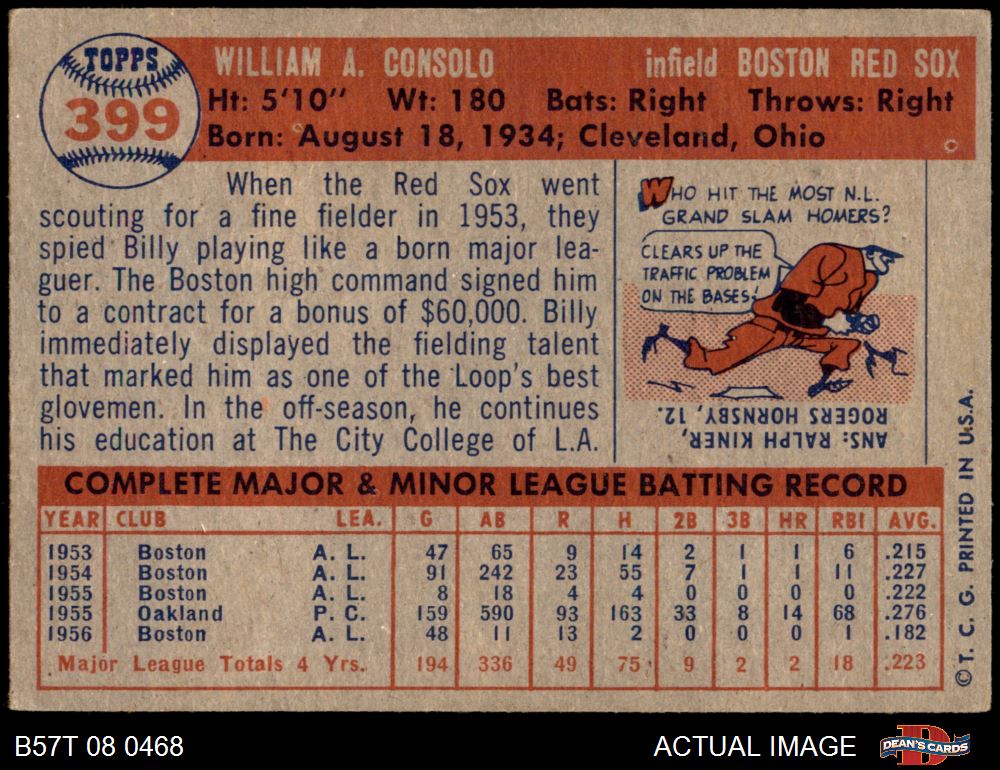 TOPPS
399
WILLIAM A. CONSOLO infield BOSTON RED SOX
Ht: 5'10" Wt: 180 Bats: Right Throws: Right
Born: August 18, 1934; Cleveland, Ohio
When the Red Sox went
scouting for a fine fielder in 1953, they
spied Billy playing like a born major lea-
guer. The Boston high command signed him
to a contract for a bonus of $60,000. Billy
immediately displayed the fielding talent
that marked him as one of the Loop's best
glovemen. In the off-season, he continues
his education at The City College of L.A.
WHO HIT THE MOST N.L.
GRAND SLAM HOMERS?
CLEARS UP THE
TRAFFIC PROBLEM
ON THE BASES!
ANS: RALPH KINER,
ROGERS HORNSBY, 12.
COMPLETE MAJOR & MINOR LEAGUE BATTING RECORD
YEAR CLUB LEA. G AB R H 2B 3B HR RBI AVG.
1953 Boston A. L. 47 65 9 14 2 1 1 6 .215
1954 Boston A. L. 91 242 23 55 7 1 1 11 .227
1955 Boston A. L. 8 18 4 4 0 0 0 0 .222
1955 Oakland P. C. 159 590 93 163 33 8 14 68 .276
1956 Boston A. L. 48 11 13 2 0 0 0 1 .182
Major League Totals 4 Yrs. 194 336 49 75 9 2 2 18 .223
©T. C. G. PRINTED IN U.S.A.
B57T 08 0468 ACTUAL IMAGE
D
DEAN'S CARDS